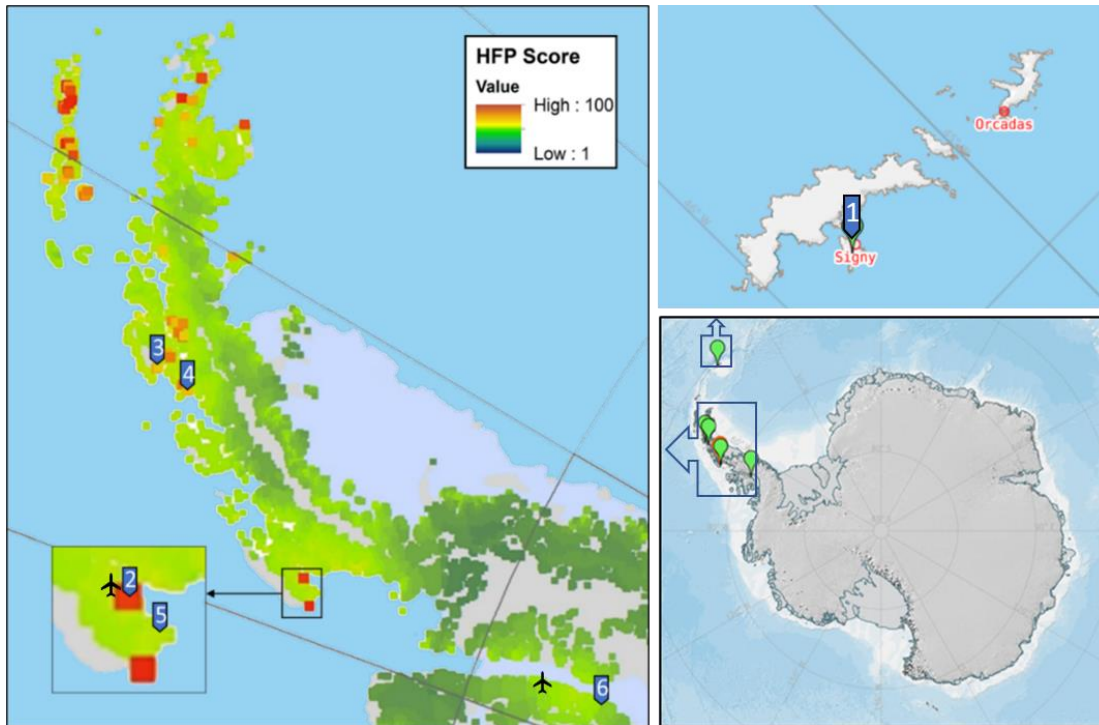 HFP Score
Value
High : 100
Low : 1
3
4
2
5
6
Orcadas
1
Signy